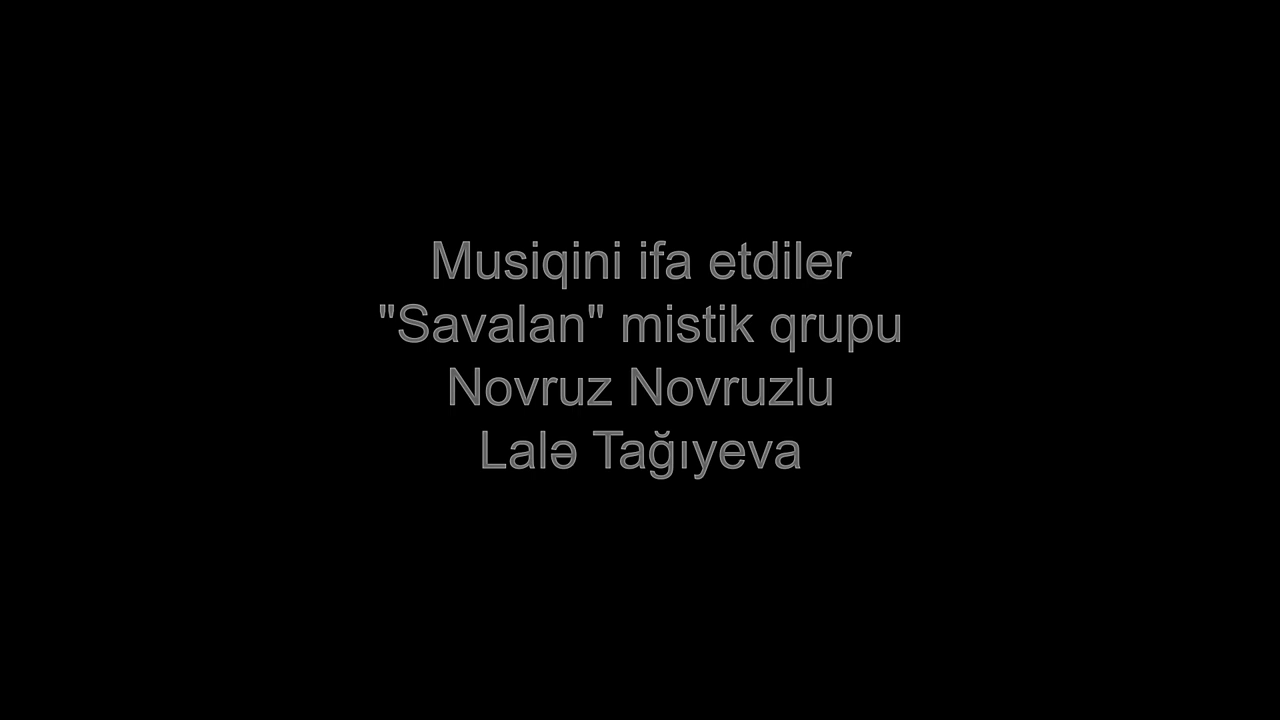 Musiqini ifa etdiler
"Savalan" mistik qrupu
Novruz Novruzlu
Lalə Tağıyeva